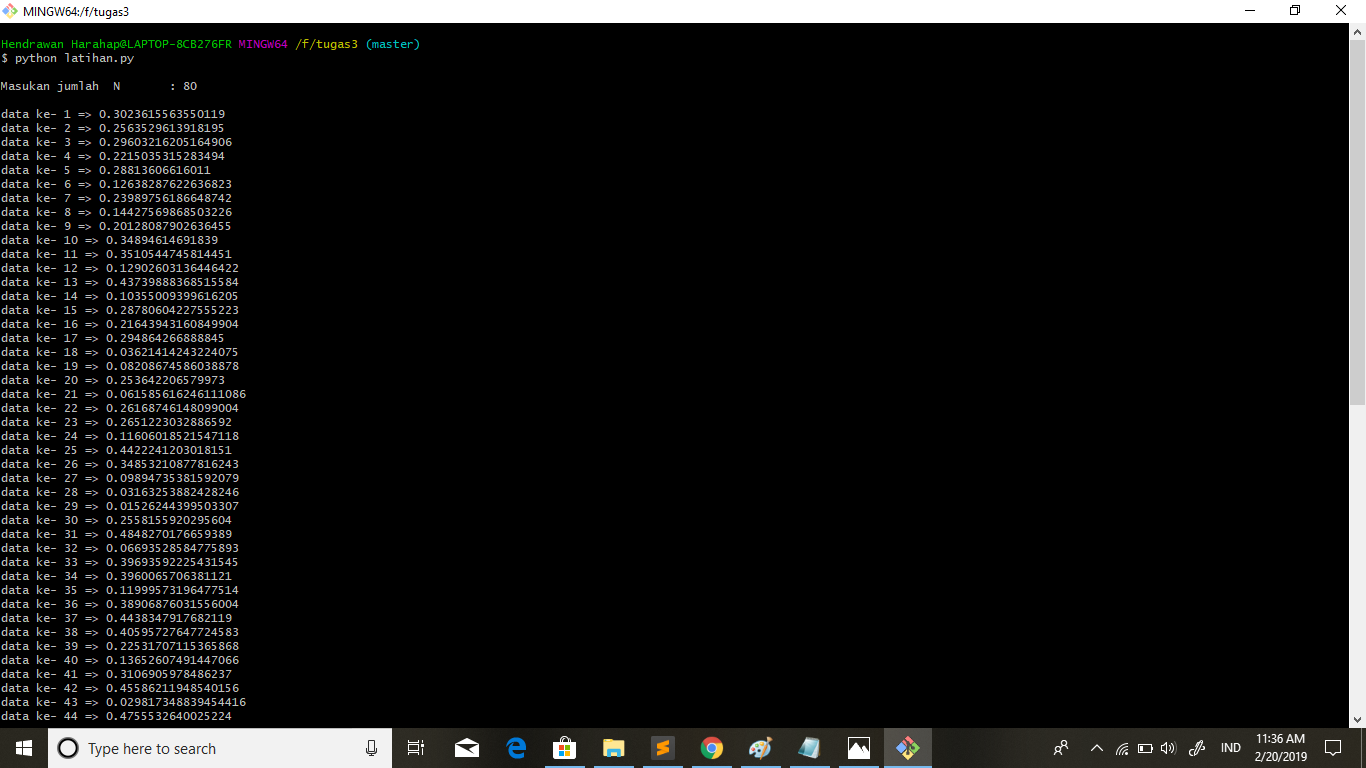 MINGW64:/f/tugas3
Hendrawan Harahap@LAPTOP-8CB276FR MINGW64 /f/tugas3 (master)
$ python latihan.py
Masukan jumlah  N       : 80
data ke- 1 => 0.3023615563550119
data ke- 2 => 0.2563529613918195
data ke- 3 => 0.29603216205164906
data ke- 4 => 0.2215035315283494
data ke- 5 => 0.28813606616011
data ke- 6 => 0.12638287622636823
data ke- 7 => 0.23989756186648742
data ke- 8 => 0.14427569868503226
data ke- 9 => 0.20128087902636455
data ke- 10 => 0.34894614691839
data ke- 11 => 0.3510544745814451
data ke- 12 => 0.12902603136446422
data ke- 13 => 0.43739888368515584
data ke- 14 => 0.10355009399616205
data ke- 15 => 0.28780604227555223
data ke- 16 => 0.21643943160849904
data ke- 17 => 0.294864266888845
data ke- 18 => 0.03621414243224075
data ke- 19 => 0.08208674586038878
data ke- 20 => 0.253642206579973
data ke- 21 => 0.061585616246111086
data ke- 22 => 0.26168746148099004
data ke- 23 => 0.2651223032886592
data ke- 24 => 0.11606018521547118
data ke- 25 => 0.4422241203018151
data ke- 26 => 0.34853210877816243
data ke- 27 => 0.09894735381592079
data ke- 28 => 0.03163253882428246
data ke- 29 => 0.01526244399503307
data ke- 30 => 0.2558155920295604
data ke- 31 => 0.4848270176659389
data ke- 32 => 0.06693528584775893
data ke- 33 => 0.39693592225431545
data ke- 34 => 0.3960065706381121
data ke- 35 => 0.11999573196477514
data ke- 36 => 0.38906876031556004
data ke- 37 => 0.4438347917682119
data ke- 38 => 0.40595727647724583
data ke- 39 => 0.22531707115365868
data ke- 40 => 0.13652607491447066
data ke- 41 => 0.3106905978486237
data ke- 42 => 0.45586211948540156
data ke- 43 => 0.029817348839454416
data ke- 44 => 0.4755532640025224
Type here to search
IND
11:36 AM
2/20/2019